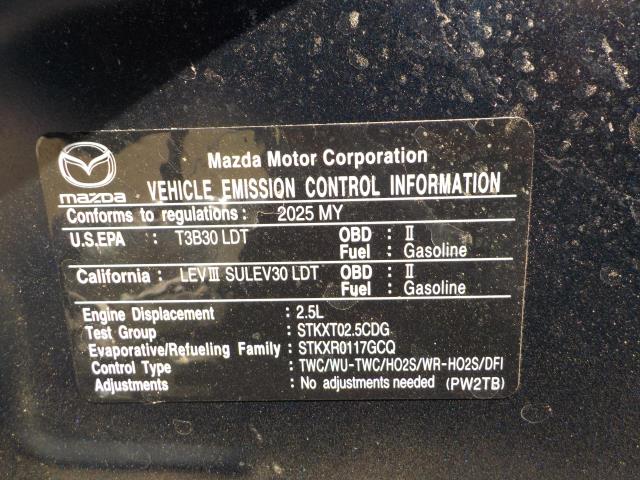 Mazda Motor Corporation
mazda VEHICLE EMISSION CONTROL INFORMATION
Conforms to regulations : 2025 MY
U.S.EPA : T3B30 LDT OBD : II
Fuel : Gasoline
California : LEVⅢ SULEV30 LDT OBD : II
Fuel : Gasoline
Engine Displacement : 2.5L
Test Group : STKXT02.5CDG
Evaporative/Refueling Family : STKXR0117GCQ
Control Type : TWC/WU-TWC/HO2S/WR-HO2S/DFI
Adjustments : No adjustments needed (PW2TB)